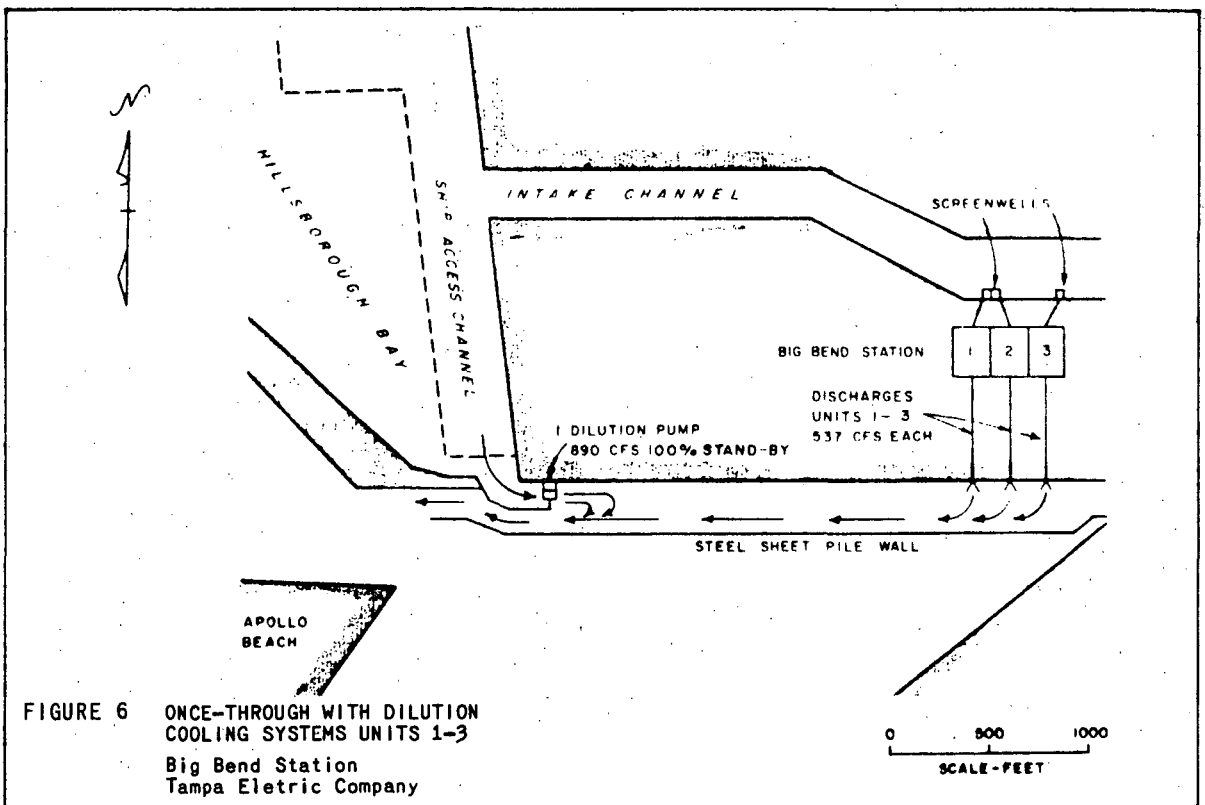 N
HILLSBOROUGH BAY
SHIP ACCESS CHANNEL
INTAKE CHANNEL
SCREENWELLS
BIG BEND STATION
1 2 3
DISCHARGES
UNITS 1-3
537 CFS EACH
1 DILUTION PUMP
890 CFS 100% STAND-BY
STEEL SHEET PILE WALL
APOLLO
BEACH
FIGURE 6 ONCE-THROUGH WITH DILUTION
COOLING SYSTEMS UNITS 1-3
Big Bend Station
Tampa Eletric Company
0 500 1000
SCALE-FEET